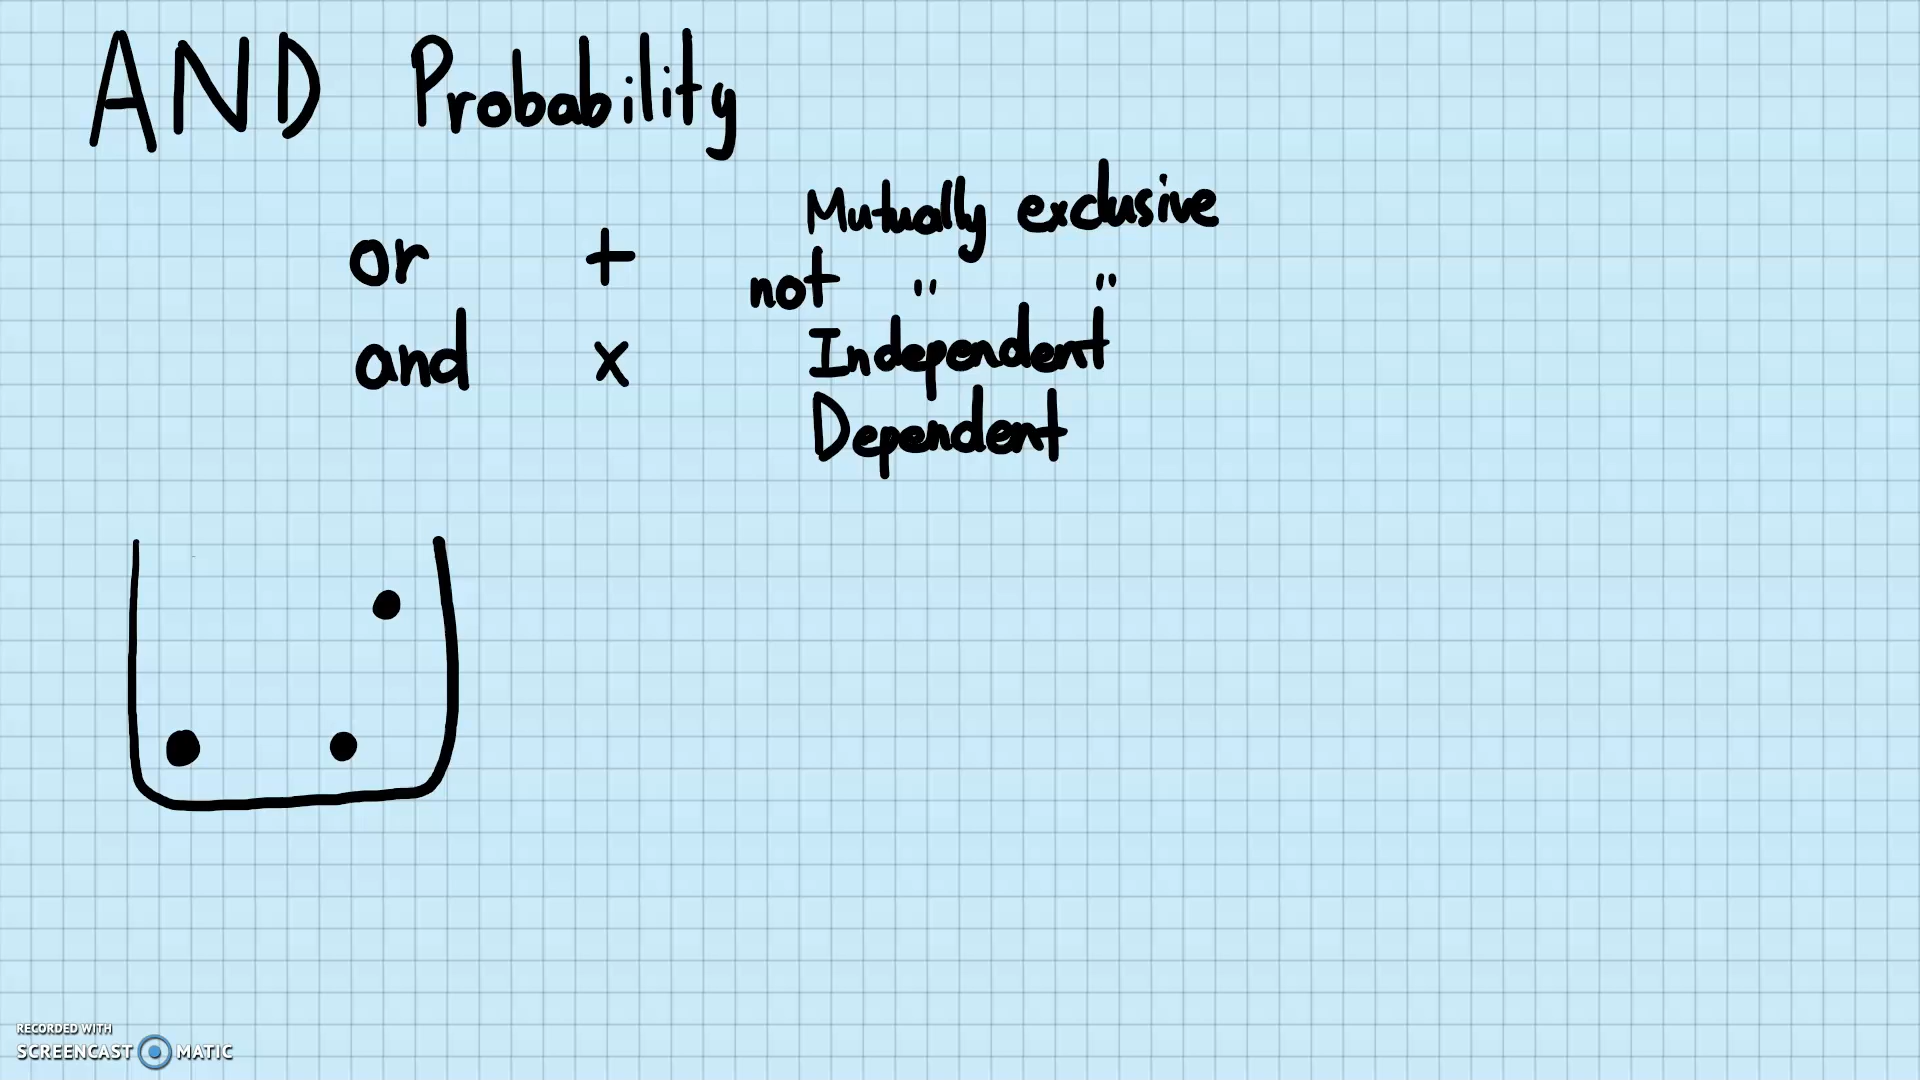 AND Probability
Mutually exclusive
or + not " "
and x Independent
Dependent
RECORDED WITH
SCREENCAST MATIC